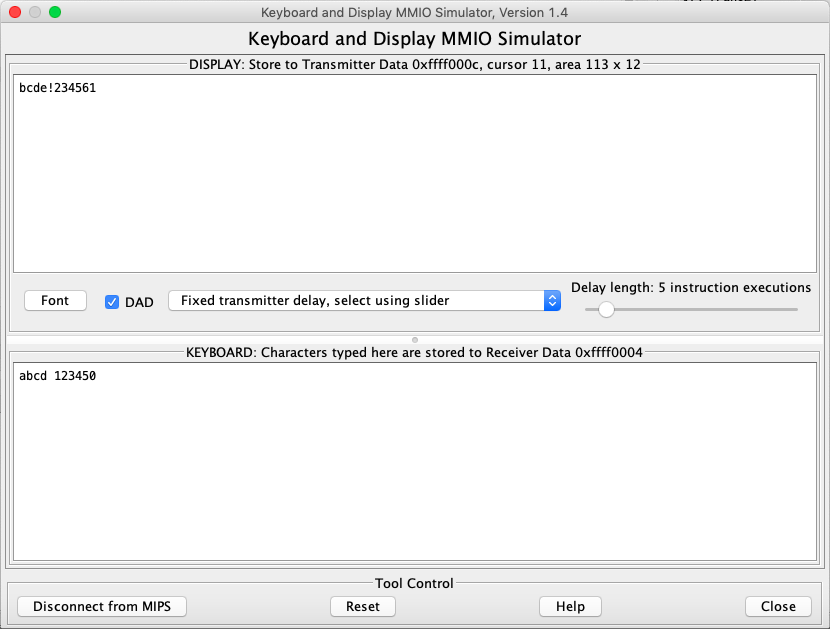 Keyboard and Display MMIO Simulator, Version 1.4
Keyboard and Display MMIO Simulator
DISPLAY: Store to Transmitter Data 0xffff000c, cursor 11, area 113 x 12
bcde!234561
Font
DAD
Fixed transmitter delay, select using slider
Delay length: 5 instruction executions
KEYBOARD: Characters typed here are stored to Receiver Data 0xffff0004
abcd 123450
Tool Control
Disconnect from MIPS
Reset
Help
Close